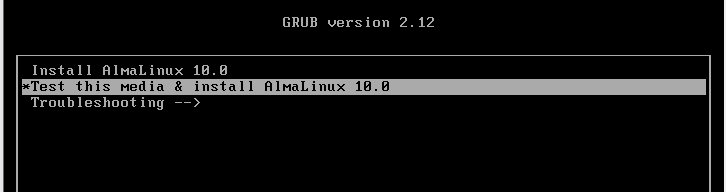 GRUB version 2.12
Install AlmaLinux 10.0
*Test this media & install AlmaLinux 10.0
Troubleshooting -->